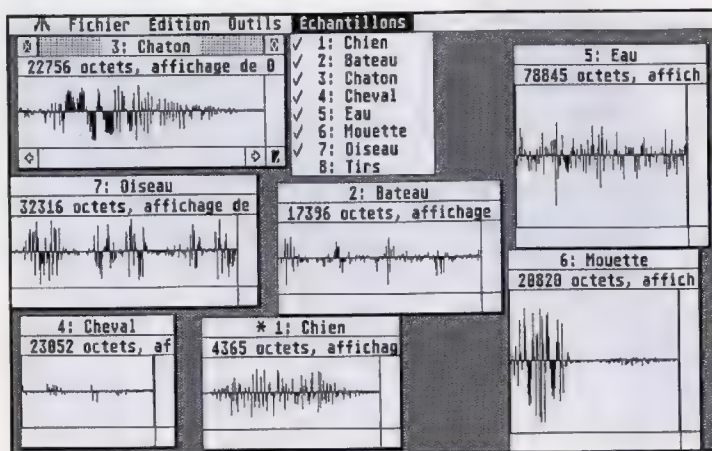 Fichier Edition Outils Echantillons
3: Chaton
22756 octets, affichage de 0
✓ 1: Chien
✓ 2: Bateau
✓ 3: Chaton
✓ 4: Cheval
✓ 5: Eau
✓ 6: Mouette
✓ 7: Oiseau
8: Tirs
5: Eau
78845 octets, affich
7: Oiseau
32316 octets, affichage de
2: Bateau
17396 octets, affichage
6: Mouette
20820 octets, affich
4: Cheval
23052 octets, af
* 1: Chien
4365 octets, affichag